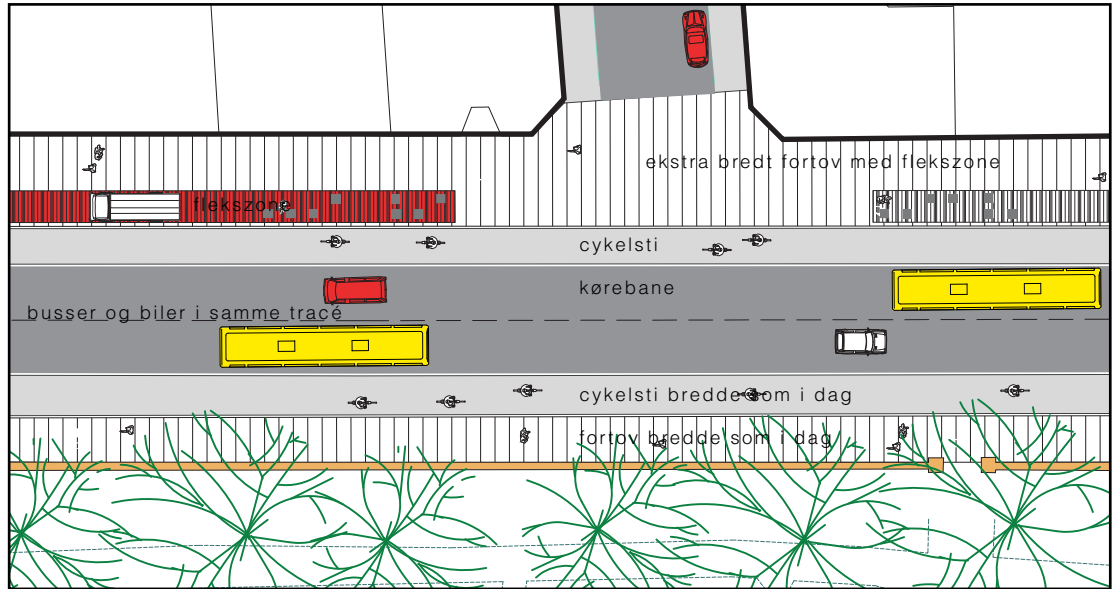 ekstra bredt fortov med flekszone
flekszone
cykelsti
kørebane
busser og biler i samme tracé
cykelsti bredde som i dag
fortov bredde som i dag